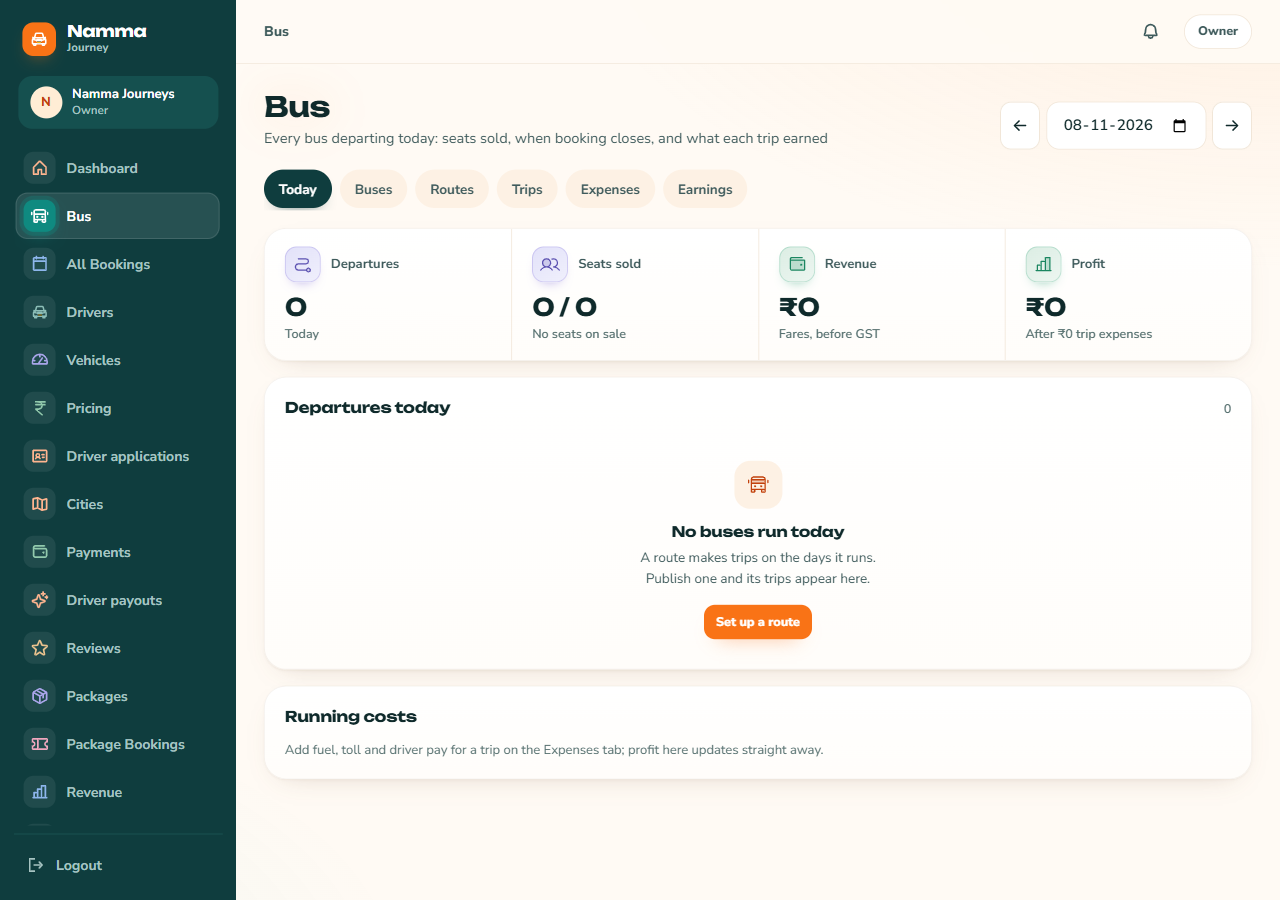 Namma
Journey
N
Namma Journeys
Owner
Dashboard
Bus
All Bookings
Drivers
Vehicles
Pricing
Driver applications
Cities
Payments
Driver payouts
Reviews
Packages
Package Bookings
Revenue
Logout
Bus
Owner
Bus
Every bus departing today: seats sold, when booking closes, and what each trip earned
08-11-2026
Today
Buses
Routes
Trips
Expenses
Earnings
Departures
0
Today
Seats sold
0 / 0
No seats on sale
Revenue
₹0
Fares, before GST
Profit
₹0
After ₹0 trip expenses
Departures today
0
No buses run today
A route makes trips on the days it runs.
Publish one and its trips appear here.
Set up a route
Running costs
Add fuel, toll and driver pay for a trip on the Expenses tab; profit here updates straight away.